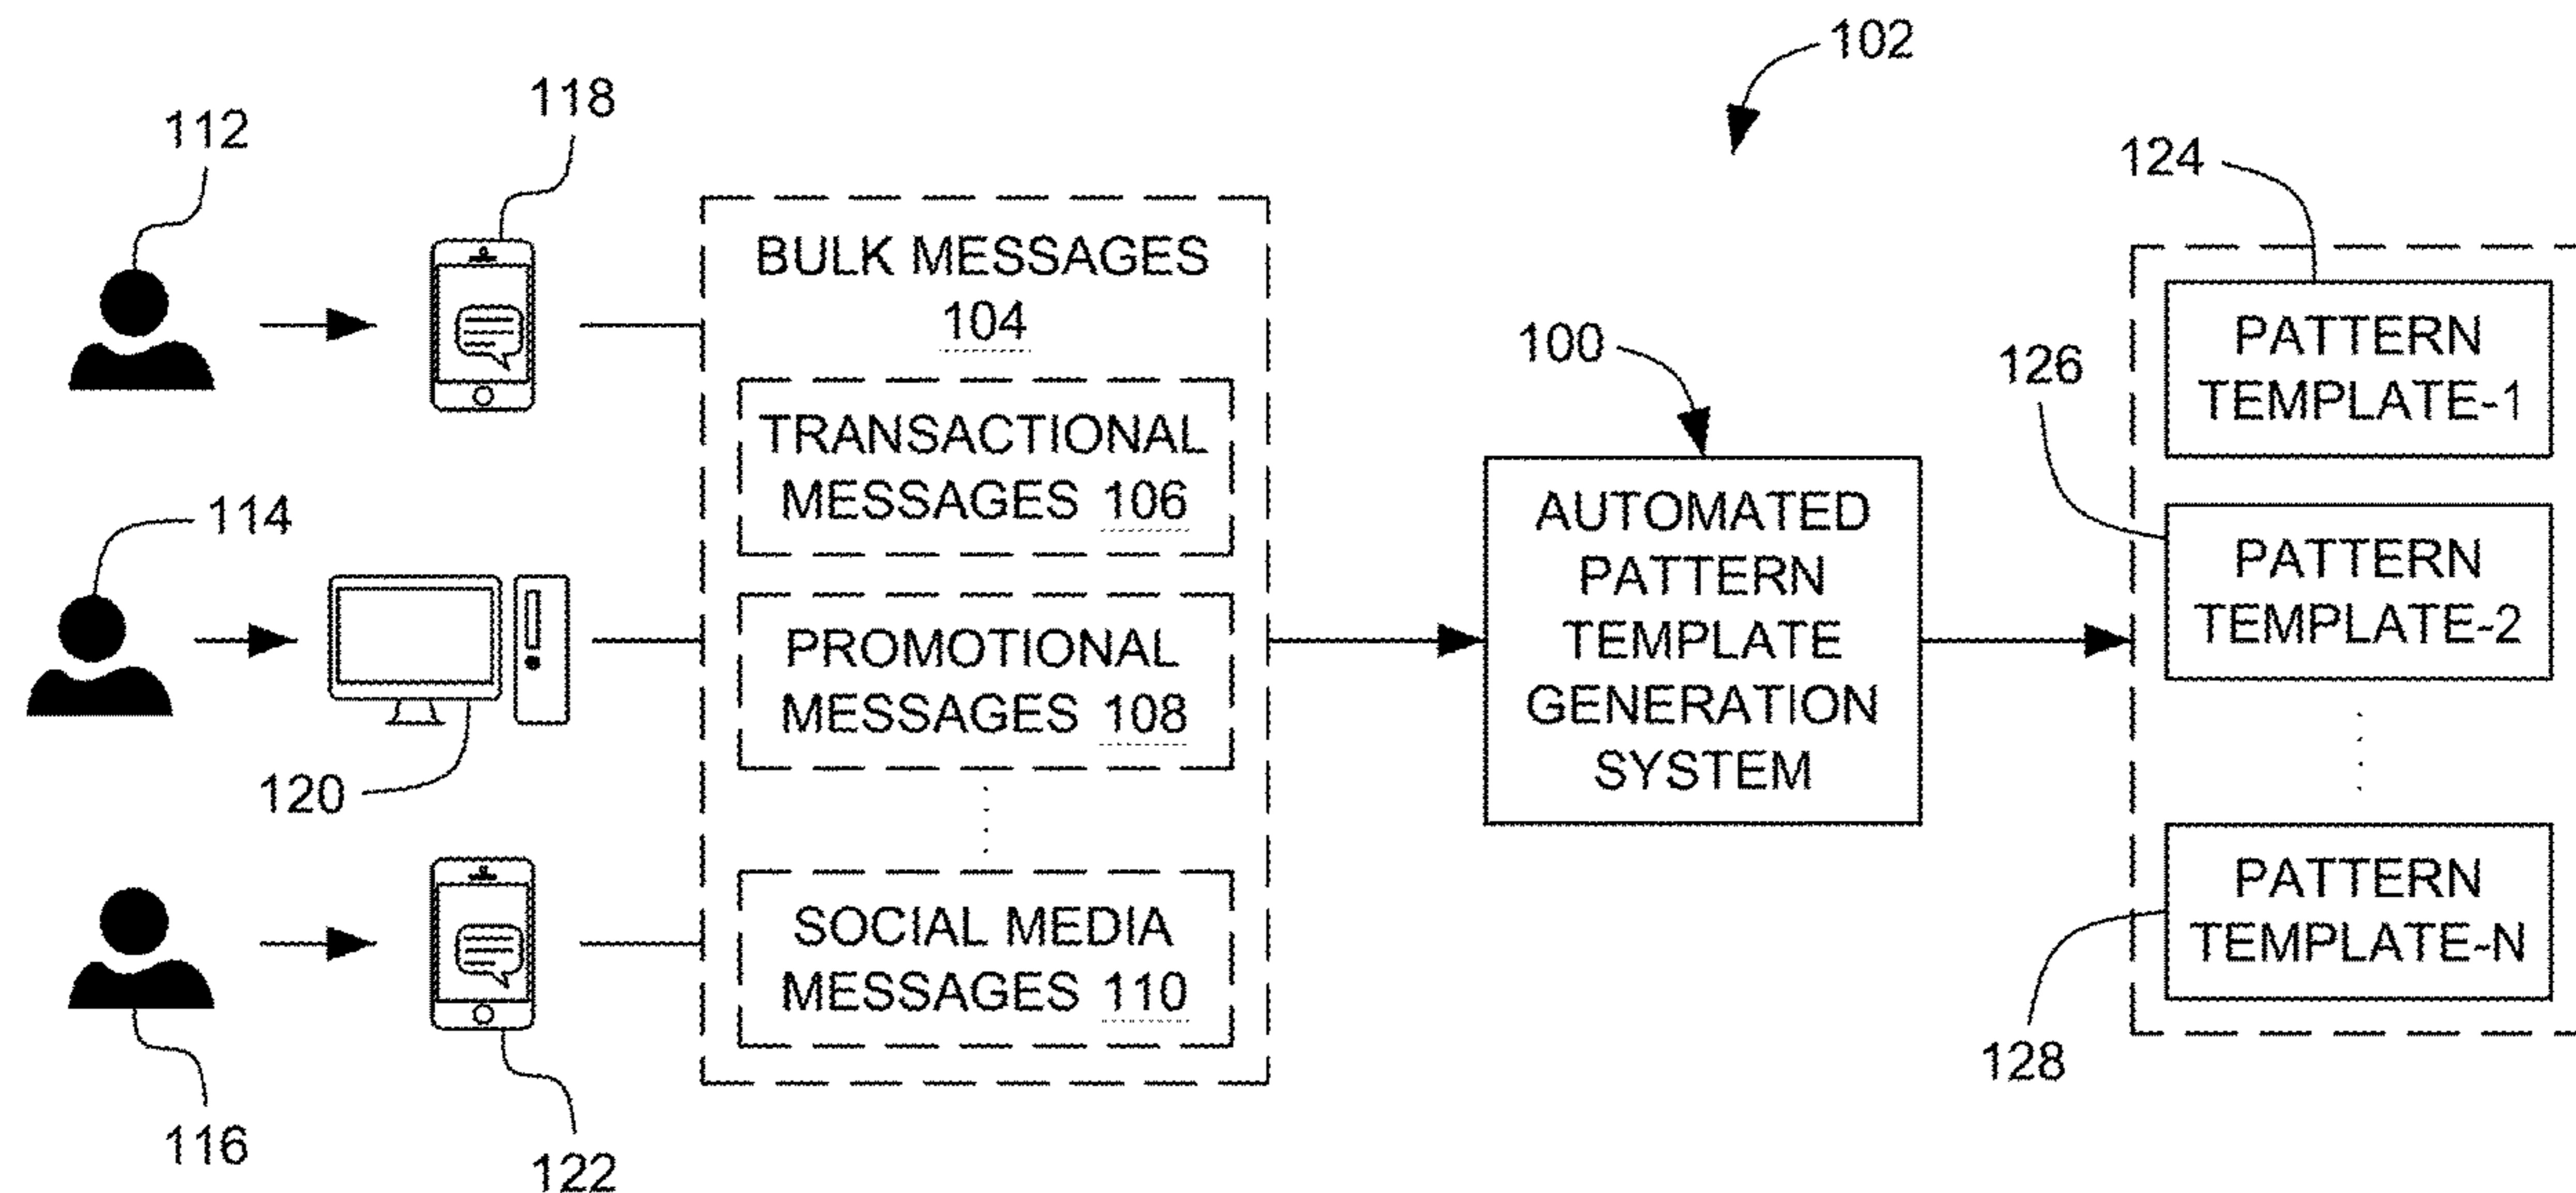 102
118
112
124
BULK MESSAGES
104
100
126
PATTERN
TEMPLATE-1
TRANSACTIONAL
MESSAGES 106
114
AUTOMATED
PATTERN
TEMPLATE
GENERATION
SYSTEM
PATTERN
TEMPLATE-2
PROMOTIONAL
MESSAGES 108
120
SOCIAL MEDIA
MESSAGES 110
PATTERN
TEMPLATE-N
128
116
122